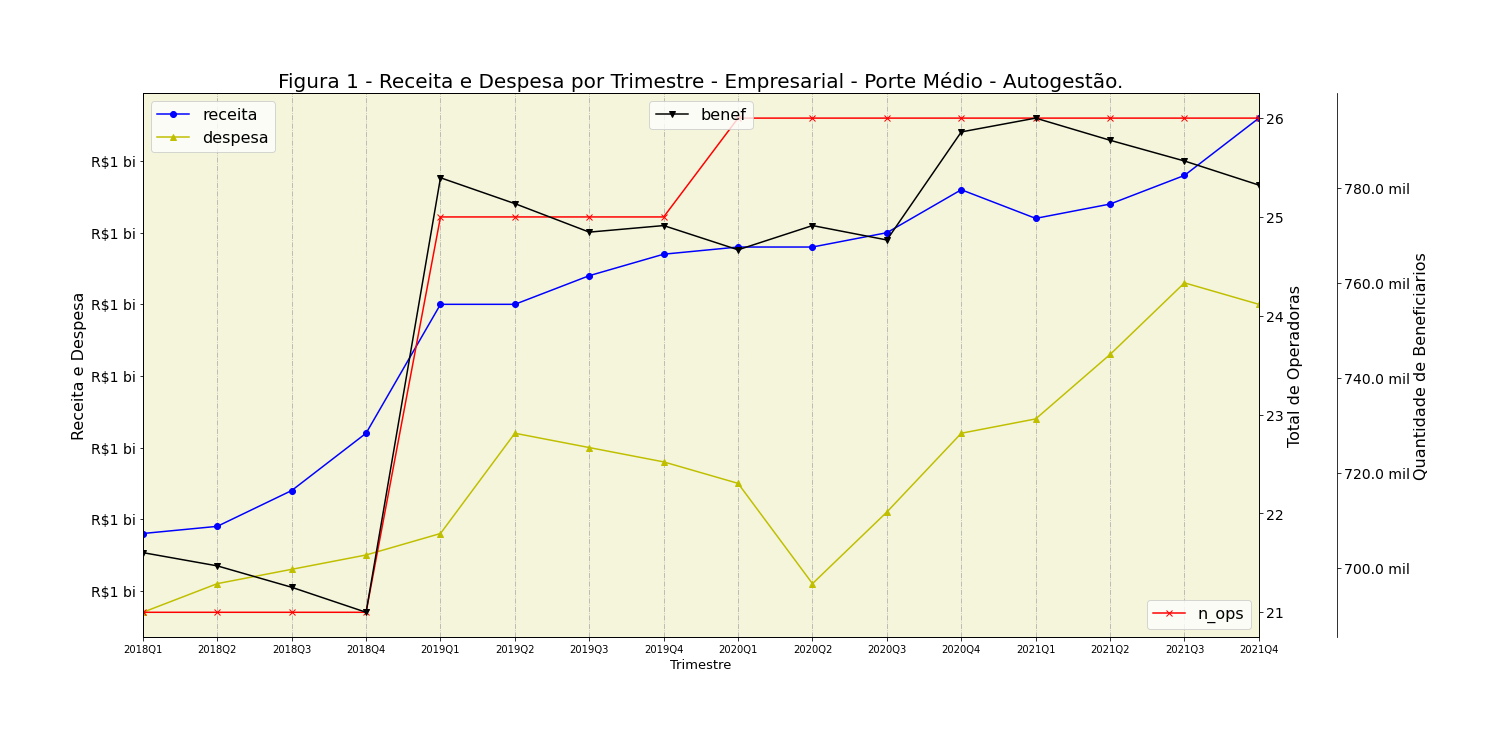 Figura 1 - Receita e Despesa por Trimestre - Empresarial - Porte Médio - Autogestão.
receita
despesa
benef
n_ops
Receita e Despesa
R$1 bi
R$1 bi
R$1 bi
R$1 bi
R$1 bi
R$1 bi
R$1 bi
26
25
24
23
22
21
Total de Operadoras
780.0 mil
760.0 mil
740.0 mil
720.0 mil
700.0 mil
Quantidade de Beneficiarios
2018Q1 2018Q2 2018Q3 2018Q4 2019Q1 2019Q2 2019Q3 2019Q4 2020Q1 2020Q2 2020Q3 2020Q4 2021Q1 2021Q2 2021Q3 2021Q4
Trimestre